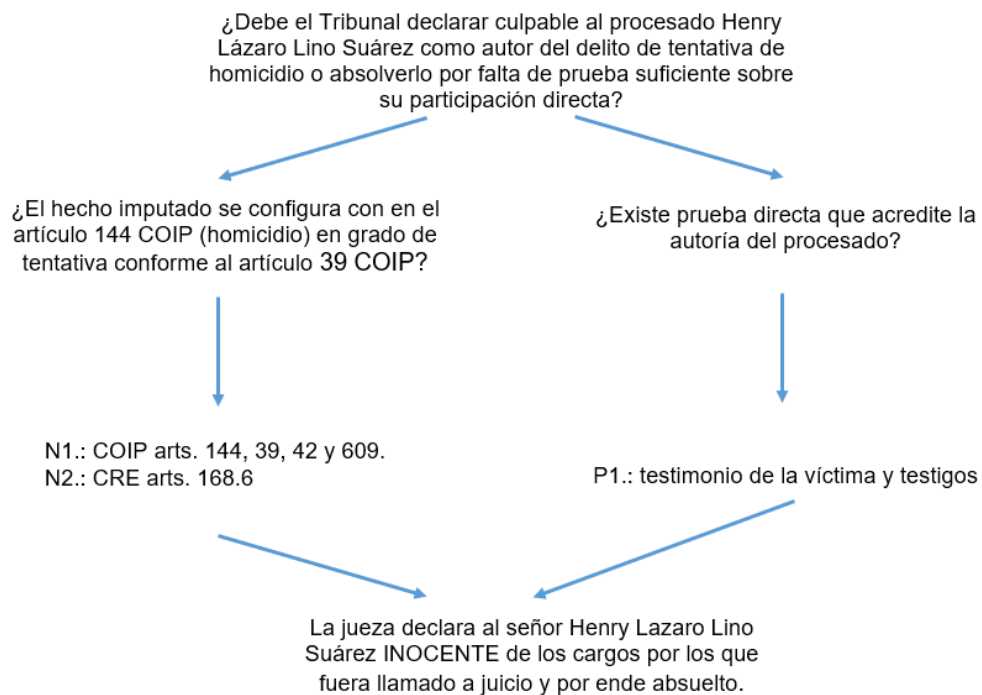 ¿Debe el Tribunal declarar culpable al procesado Henry
Lázaro Lino Suárez como autor del delito de tentativa de
homicidio o absolverlo por falta de prueba suficiente sobre
su participación directa?
¿El hecho imputado se configura con en el
artículo 144 COIP (homicidio) en grado de
tentativa conforme al artículo 39 COIP?
¿Existe prueba directa que acredite la
autoría del procesado?
N1.: COIP arts. 144, 39, 42 y 609.
N2.: CRE arts. 168.6
P1.: testimonio de la víctima y testigos
La jueza declara al señor Henry Lazaro Lino
Suárez INOCENTE de los cargos por los que
fuera llamado a juicio y por ende absuelto.